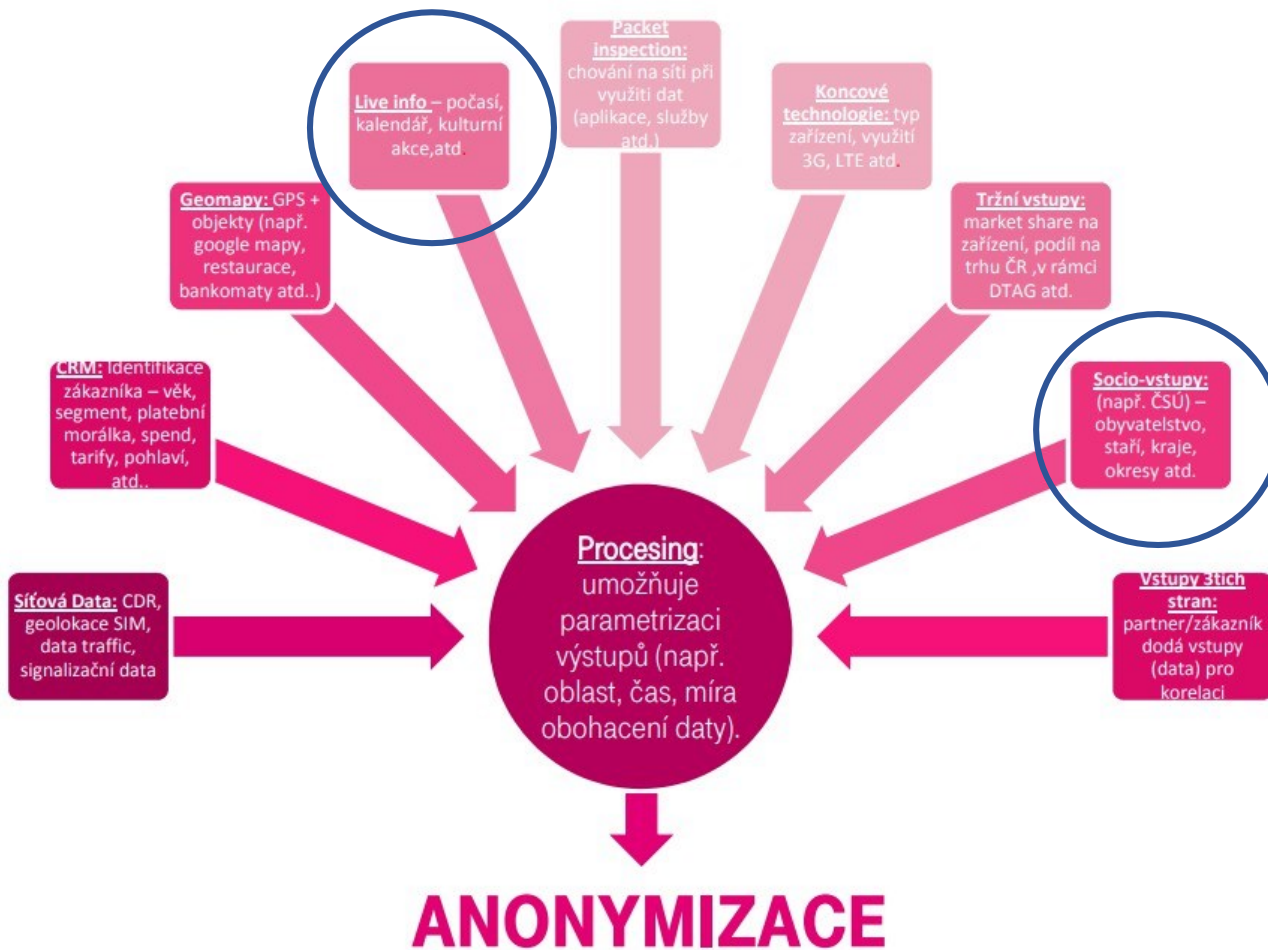 Packet
inspection:
chování na síti při
využiti dat
(aplikace, služby
atd.)
Live info – počasí,
kalendář, kulturní
akce,atd.
Koncové
technologie: typ
zařízení, využití
3G, LTE atd.
Geomapy: GPS +
objekty (např.
google mapy,
restaurace,
bankomaty atd..)
Tržní vstupy:
market share na
zařízení, podíl na
trhu ČR ,v rámci
DTAG atd.
CRM: Identifikace
zákazníka – věk,
segment, platební
morálka, spend,
tarify, pohlaví,
atd..
Socio-vstupy:
(např. ČSÚ) –
obyvatelstvo,
staří, kraje,
okresy atd.
Síťová Data: CDR,
geolokace SIM,
data traffic,
signalizační data
Procesing:
umožňuje
parametrizaci
výstupů (např.
oblast, čas, míra
obohacení daty).
Vstupy 3tich
stran:
partner/zákazník
dodá vstupy
(data) pro
korelaci
ANONYMIZACE